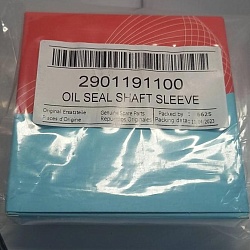 2901191100
OIL SEAL SHAFT SLEEVE
Original Ersatzteile Genuine Spare Parts Packed by :
Pièces d'Origine Repuestos Originales Packing date: